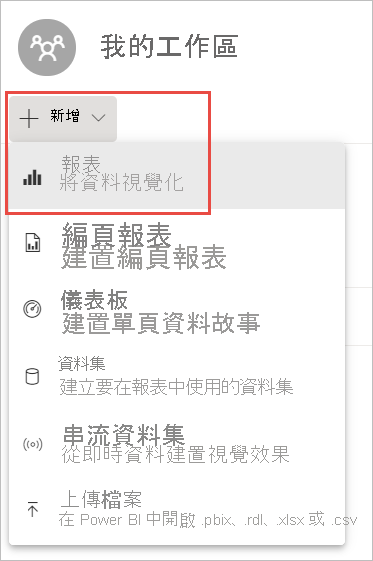 我的工作區
新增
報表
將資料視覺化
編頁報表
建置編頁報表
儀表板
建置單頁資料故事
資料集
建立要在報表中使用的資料集
串流資料集
從即時資料建置視覺效果
上傳檔案
在 Power BI 中開啟 .pbix、.rdl、.xlsx 或 .csv